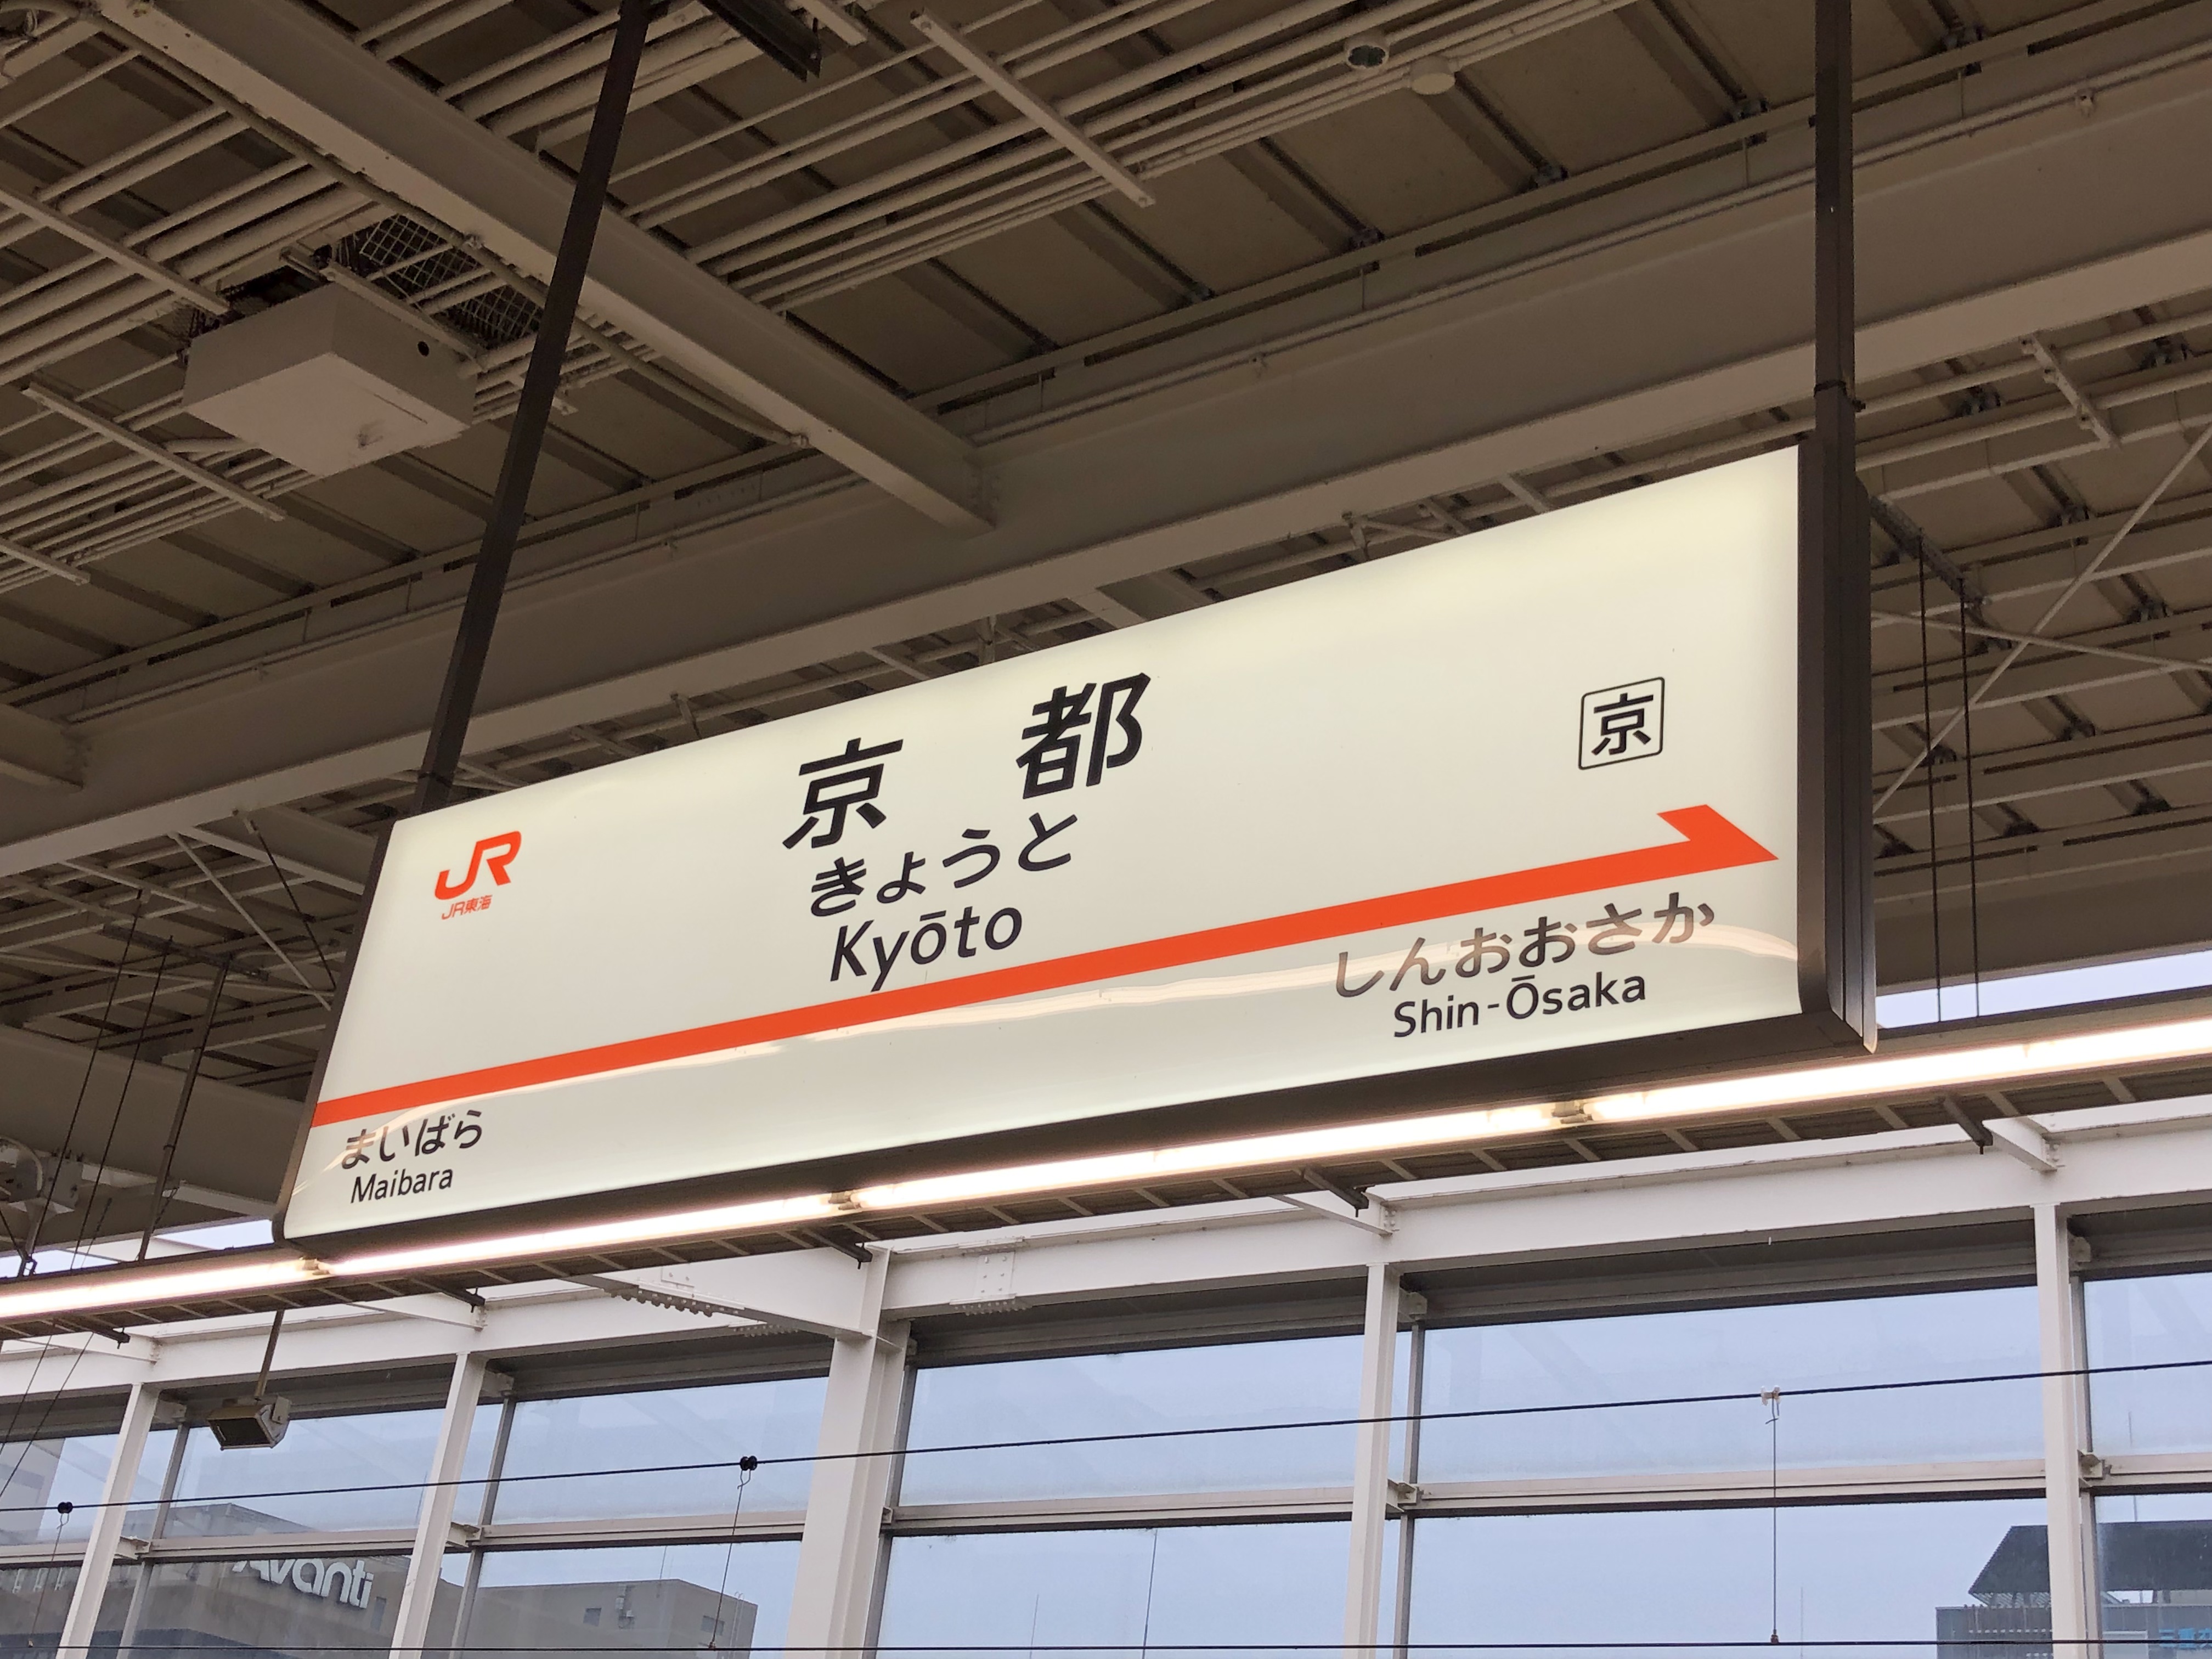 JR
JR東海
京都
きょうと
Kyōto
京
しんおおさか
Shin-Ōsaka
まいばら
Maibara
Avanti